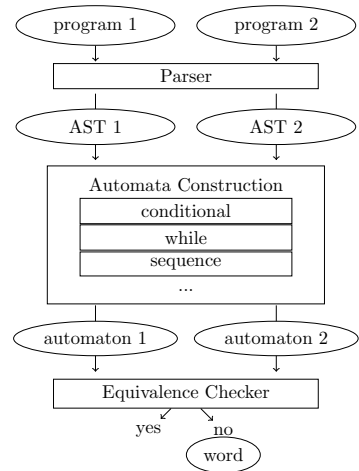 program 1 program 2
Parser
AST 1 AST 2
Automata Construction
conditional
while
sequence
...
automaton 1 automaton 2
Equivalence Checker
yes no
word